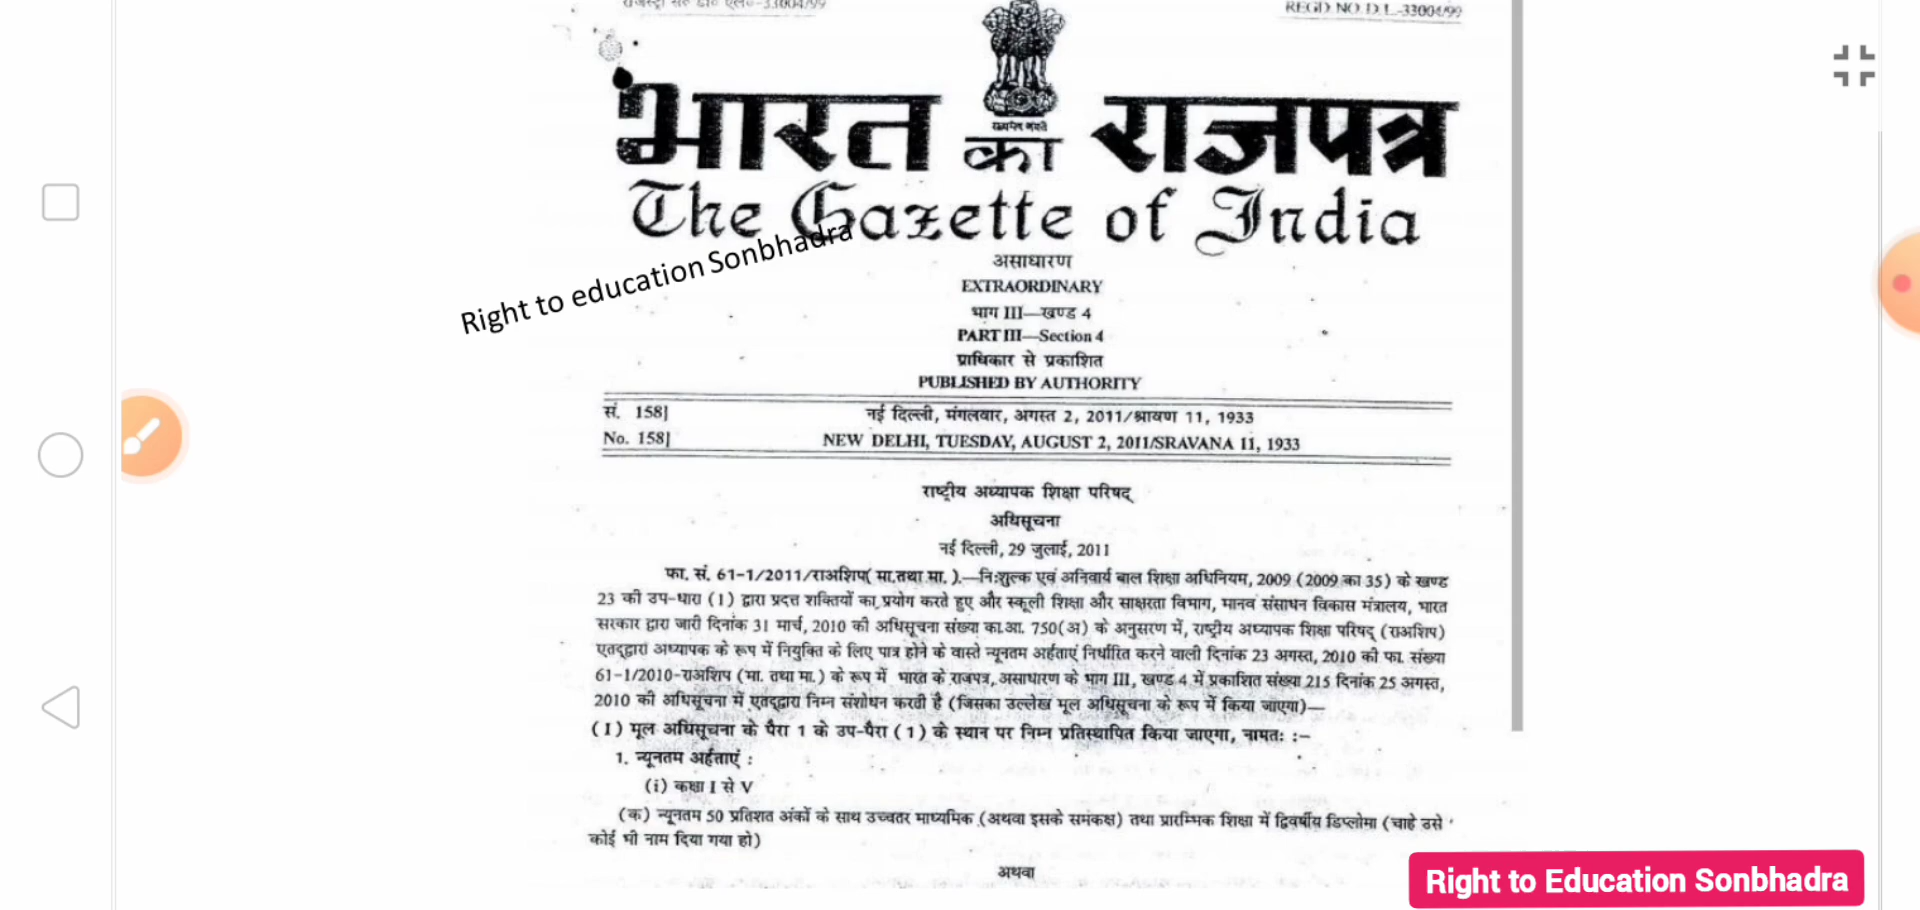 REGD NO. D.L.-33004/99
भारत का राजपत्र
The Gazette of India
Right to education Sonbhadra
असाधारण
EXTRAORDINARY
भाग III—खण्ड 4
PART III—Section 4
प्राधिकार से प्रकाशित
PUBLISHED BY AUTHORITY
सं. 158] नई दिल्ली, मंगलवार, अगस्त 2, 2011/श्रावण 11, 1933
No. 158] NEW DELHI, TUESDAY, AUGUST 2, 2011/SRAVANA 11, 1933
राष्ट्रीय अध्यापक शिक्षा परिषद्
अधिसूचना
नई दिल्ली, 29 जुलाई, 2011
फा. सं. 61-1/2011/राअशिप( मा.तथा मा. ).—निःशुल्क एवं अनिवार्य बाल शिक्षा अधिनियम, 2009 (2009 का 35) के खण्ड
23 की उप-धारा (1) द्वारा प्रदत्त शक्तियों का प्रयोग करते हुए और स्कूली शिक्षा और साक्षरता विभाग, मानव संसाधन विकास मंत्रालय, भारत
सरकार द्वारा जारी दिनांक 31 मार्च, 2010 की अधिसूचना संख्या का.आ. 750(अ) के अनुसरण में, राष्ट्रीय अध्यापक शिक्षा परिषद् (राअशिप)
एतद्द्वारा अध्यापक के रूप में नियुक्ति के लिए पात्र होने के वास्ते न्यूनतम अर्हताएं निर्धारित करने वाली दिनांक 23 अगस्त, 2010 की फा. संख्या
61-1/2010-राअशिप (मा. तथा मा.) के रूप में भारत के राजपत्र, असाधारण के भाग III, खण्ड 4 में प्रकाशित संख्या 215 दिनांक 25 अगस्त,
2010 की अधिसूचना में एतद्द्वारा निम्न संशोधन करती है (जिसका उल्लेख मूल अधिसूचना के रूप में किया जाएगा)—
(1) मूल अधिसूचना के पैरा 1 के उप-पैरा (1) के स्थान पर निम्न प्रतिस्थापित किया जाएगा, नामतः :–
1. न्यूनतम अर्हताएं :
(i) कक्षा I से V
(क) न्यूनतम 50 प्रतिशत अंकों के साथ उच्चतर माध्यमिक (अथवा इसके समकक्ष) तथा प्रारम्भिक शिक्षा में द्विवर्षीय डिप्लोमा (चाहे उसे
कोई भी नाम दिया गया हो)
अथवा
Right to Education Sonbhadra